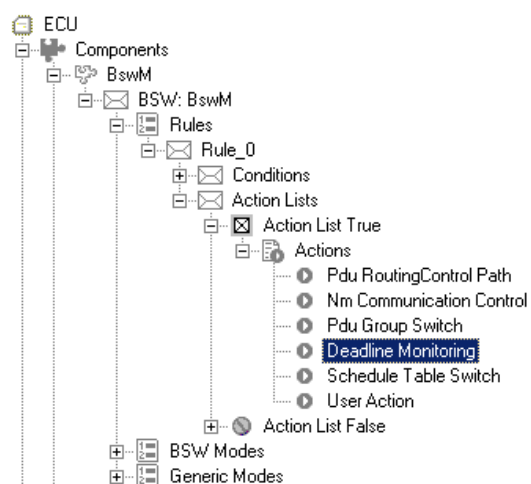 ECU
Components
BswM
BSW: BswM
Rules
Rule_0
Conditions
Action Lists
Action List True
Actions
Pdu RoutingControl Path
Nm Communication Control
Pdu Group Switch
Deadline Monitoring
Schedule Table Switch
User Action
Action List False
BSW Modes
Generic Modes